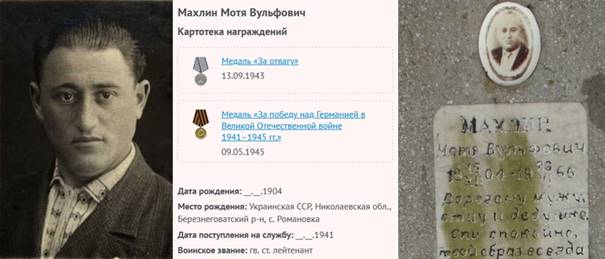 Махлин Мотя Вульфович
Картотека награждений
Медаль «За отвагу»
13.09.1943
Медаль «За победу над Германией в
Великой Отечественной войне
1941–1945 гг.»
09.05.1945
Дата рождения: __.__.1904
Место рождения: Украинская ССР, Николаевская обл.,
Березнеговатский р-н, с. Романовка
Дата поступления на службу: __.__.1941
Воинское звание: гв. ст. лейтенант
МАХЛИН
Мотя Вульфович
Дорогому мужу,
отцу и дедушке
спи спокойно,
твой образ всегда